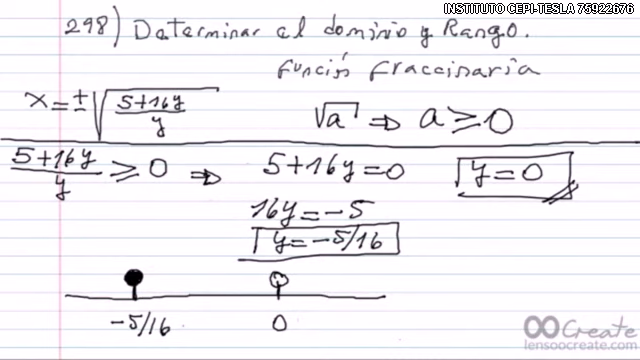 INSTITUTO CEPI-TESLA 75922676
298) Determinar el dominio y Rango.
Función Fraccinaria
x = ± √((5+16y)/y)
√a ⇒ a ≥ 0
(5+16y)/y ≥ 0 ⇒ 5+16y=0 y=0
16y=-5
y=-5/16
-5/16 0
Create
lensoocreate.com